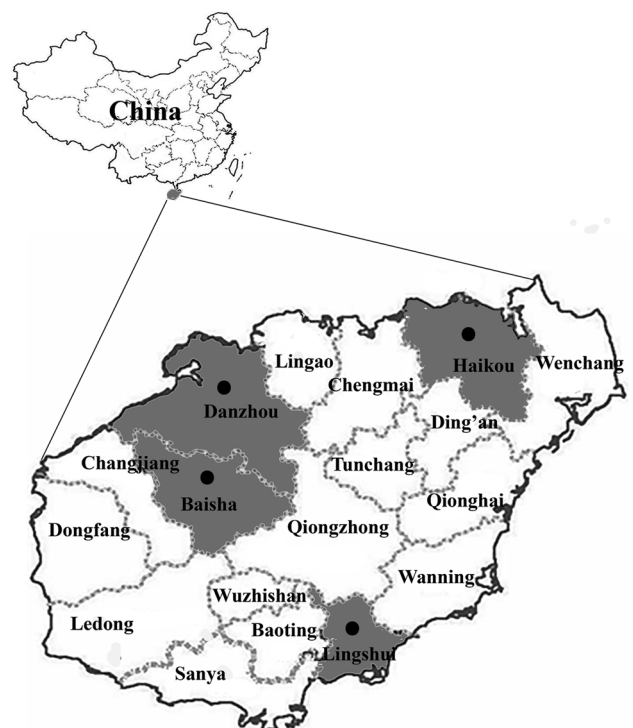 China
Lingao
Haikou
Wenchang
Chengmai
Danzhou
Ding’an
Changjiang
Tunchang
Baisha
Qionghai
Dongfang
Qiongzhong
Wanning
Wuzhishan
Ledong
Baoting
Lingshui
Sanya